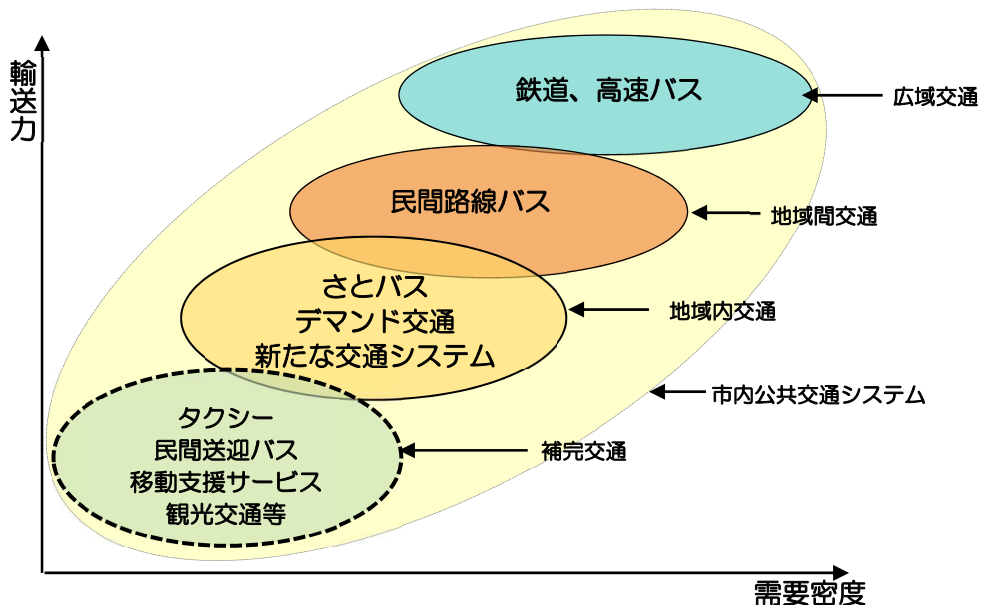 輸送力
鉄道、高速バス
広域交通
民間路線バス
地域間交通
さとバス
デマンド交通
新たな交通システム
地域内交通
市内公共交通システム
タクシー
民間送迎バス
移動支援サービス
観光交通等
補完交通
需要密度